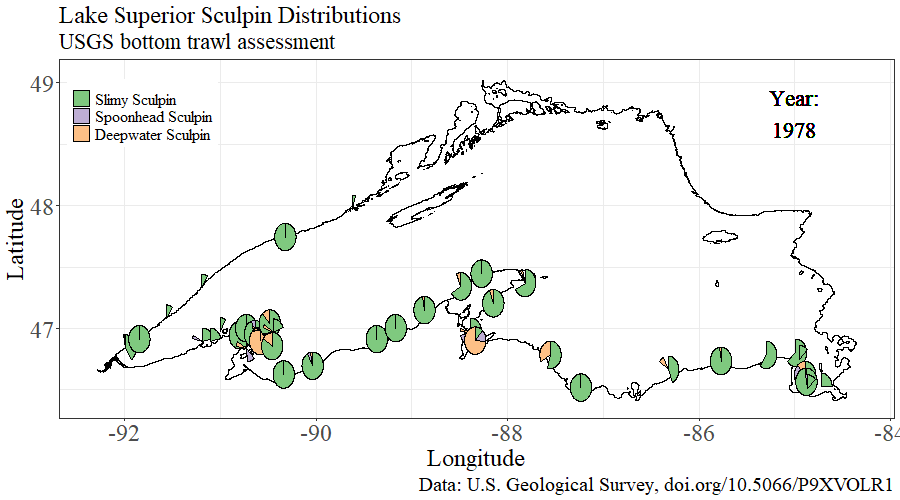 Lake Superior Sculpin Distributions
USGS bottom trawl assessment
Slimy Sculpin
Spoonhead Sculpin
Deepwater Sculpin
Year:
1978
49
48
47
Latitude
-92
-90
-88
-86
-84
Longitude
Data: U.S. Geological Survey, doi.org/10.5066/P9XVOLR1